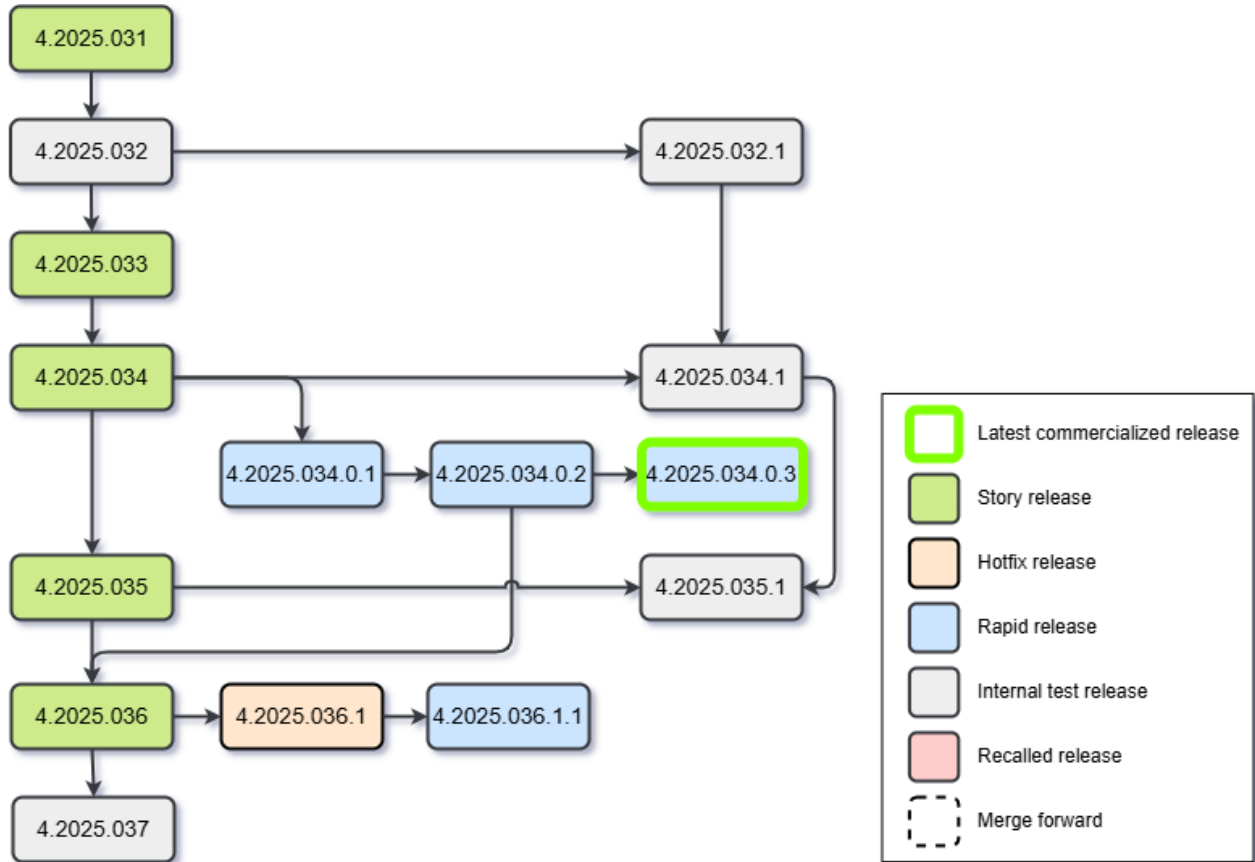 4.2025.031
4.2025.032
4.2025.032.1
4.2025.033
4.2025.034
4.2025.034.1
4.2025.034.0.1
4.2025.034.0.2
4.2025.034.0.3
4.2025.035
4.2025.035.1
4.2025.036
4.2025.036.1
4.2025.036.1.1
4.2025.037
Latest commercialized release
Story release
Hotfix release
Rapid release
Internal test release
Recalled release
Merge forward